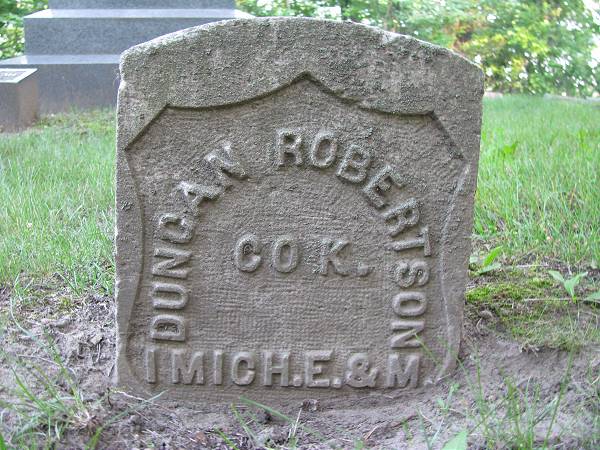 DUNCAN ROBERTSON
CO K.
1 MICH. E. & M.